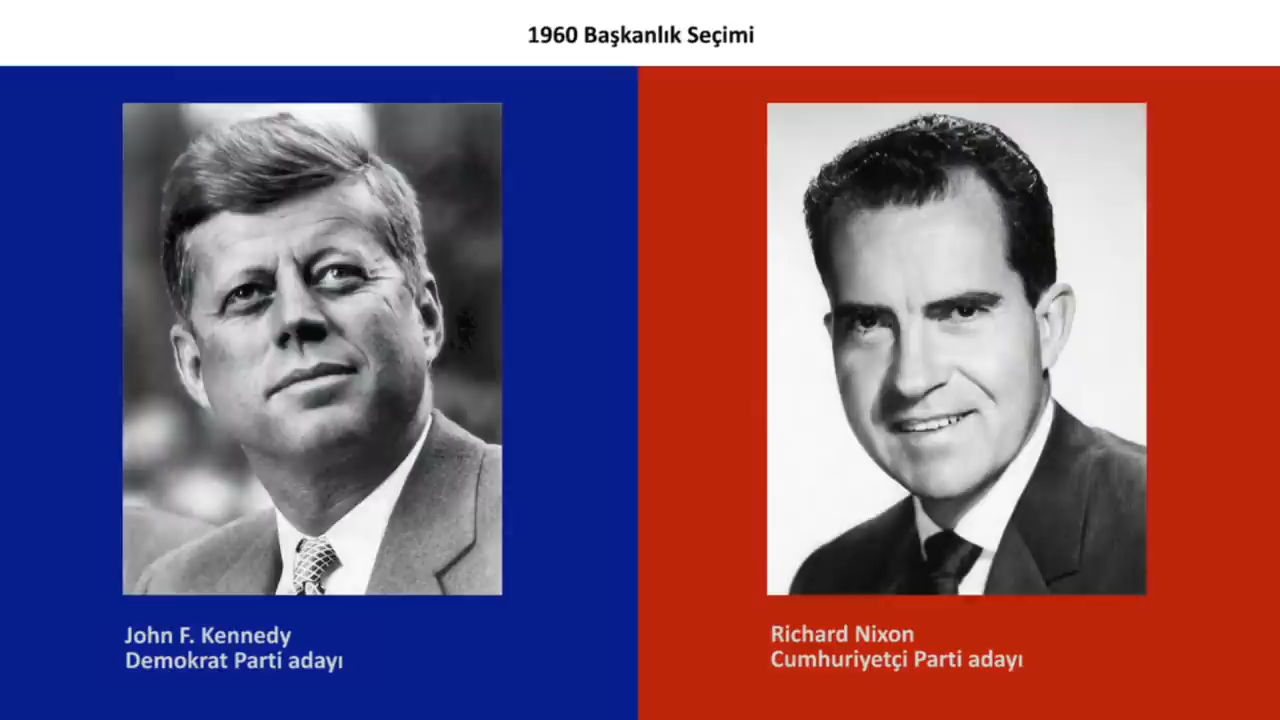 1960 Başkanlık Seçimi
John F. Kennedy
Demokrat Parti adayı
Richard Nixon
Cumhuriyetçi Parti adayı